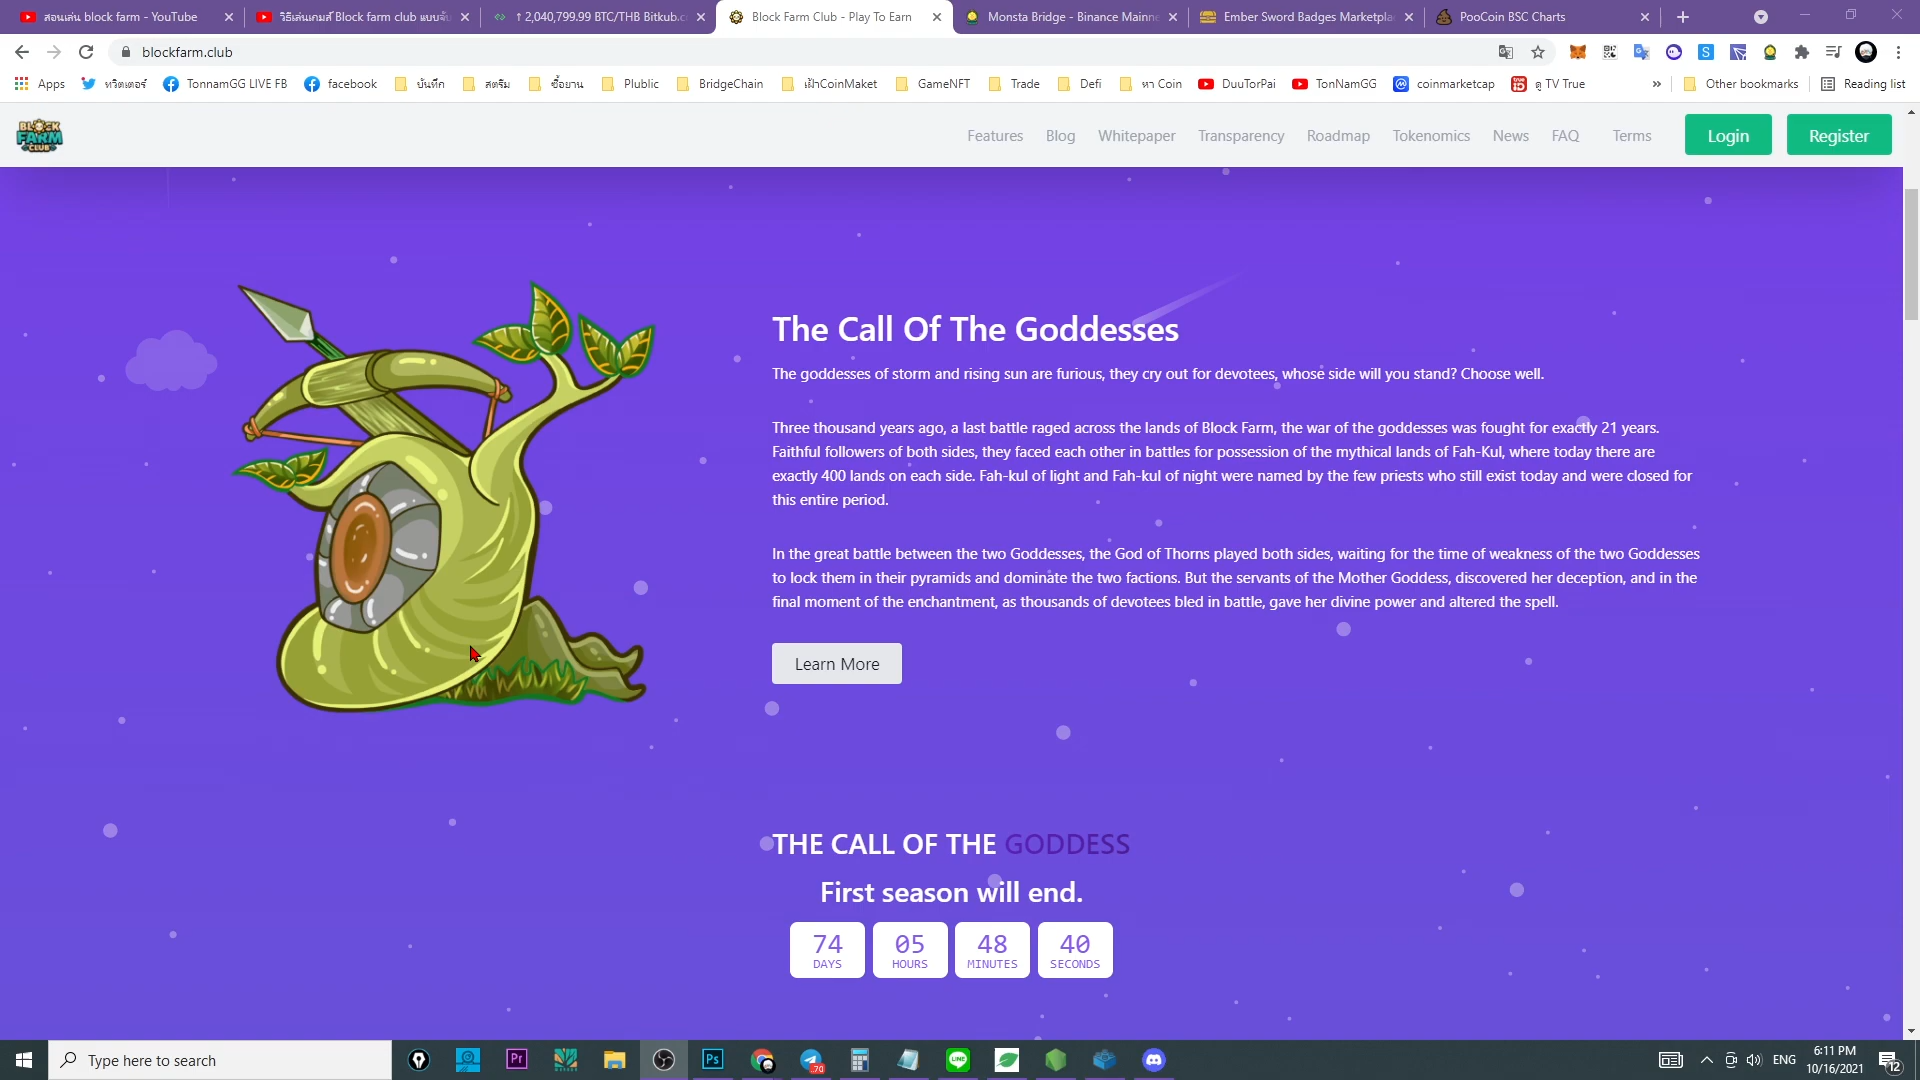 สอนเล่น block farm - YouTube
วิธีเล่นเกมส์ Block farm club แบบจับ
↑ 2,040,799.99 BTC/THB Bitkub.c
Block Farm Club - Play To Earn
Monsta Bridge - Binance Mainne
Ember Sword Badges Marketpla
PooCoin BSC Charts
blockfarm.club
Apps
ทวิตเตอร์
TonnamGG LIVE FB
facebook
บันทึก
สตรีม
ซื้อขาย
Plublic
BridgeChain
เฝ้าCoinMaket
GameNFT
Trade
Defi
หา Coin
DuuTorPai
TonNamGG
coinmarketcap
ดู TV True
»
Other bookmarks
Reading list
BLOCK
FARM
CLUB
Features
Blog
Whitepaper
Transparency
Roadmap
Tokenomics
News
FAQ
Terms
Login
Register
The Call Of The Goddesses
The goddesses of storm and rising sun are furious, they cry out for devotees, whose side will you stand? Choose well.
Three thousand years ago, a last battle raged across the lands of Block Farm, the war of the goddesses was fought for exactly 21 years.
Faithful followers of both sides, they faced each other in battles for possession of the mythical lands of Fah-Kul, where today there are
exactly 400 lands on each side. Fah-kul of light and Fah-kul of night were named by the few priests who still exist today and were closed for
this entire period.
In the great battle between the two Goddesses, the God of Thorns played both sides, waiting for the time of weakness of the two Goddesses
to lock them in their pyramids and dominate the two factions. But the servants of the Mother Goddess, discovered her deception, and in the
final moment of the enchantment, as thousands of devotees bled in battle, gave her divine power and altered the spell.
Learn More
THE CALL OF THE GODDESS
First season will end.
74 05 48 40
DAYS HOURS MINUTES SECONDS
Type here to search
Pr
Ps
.70
LINE
ENG
6:11 PM
10/16/2021
12